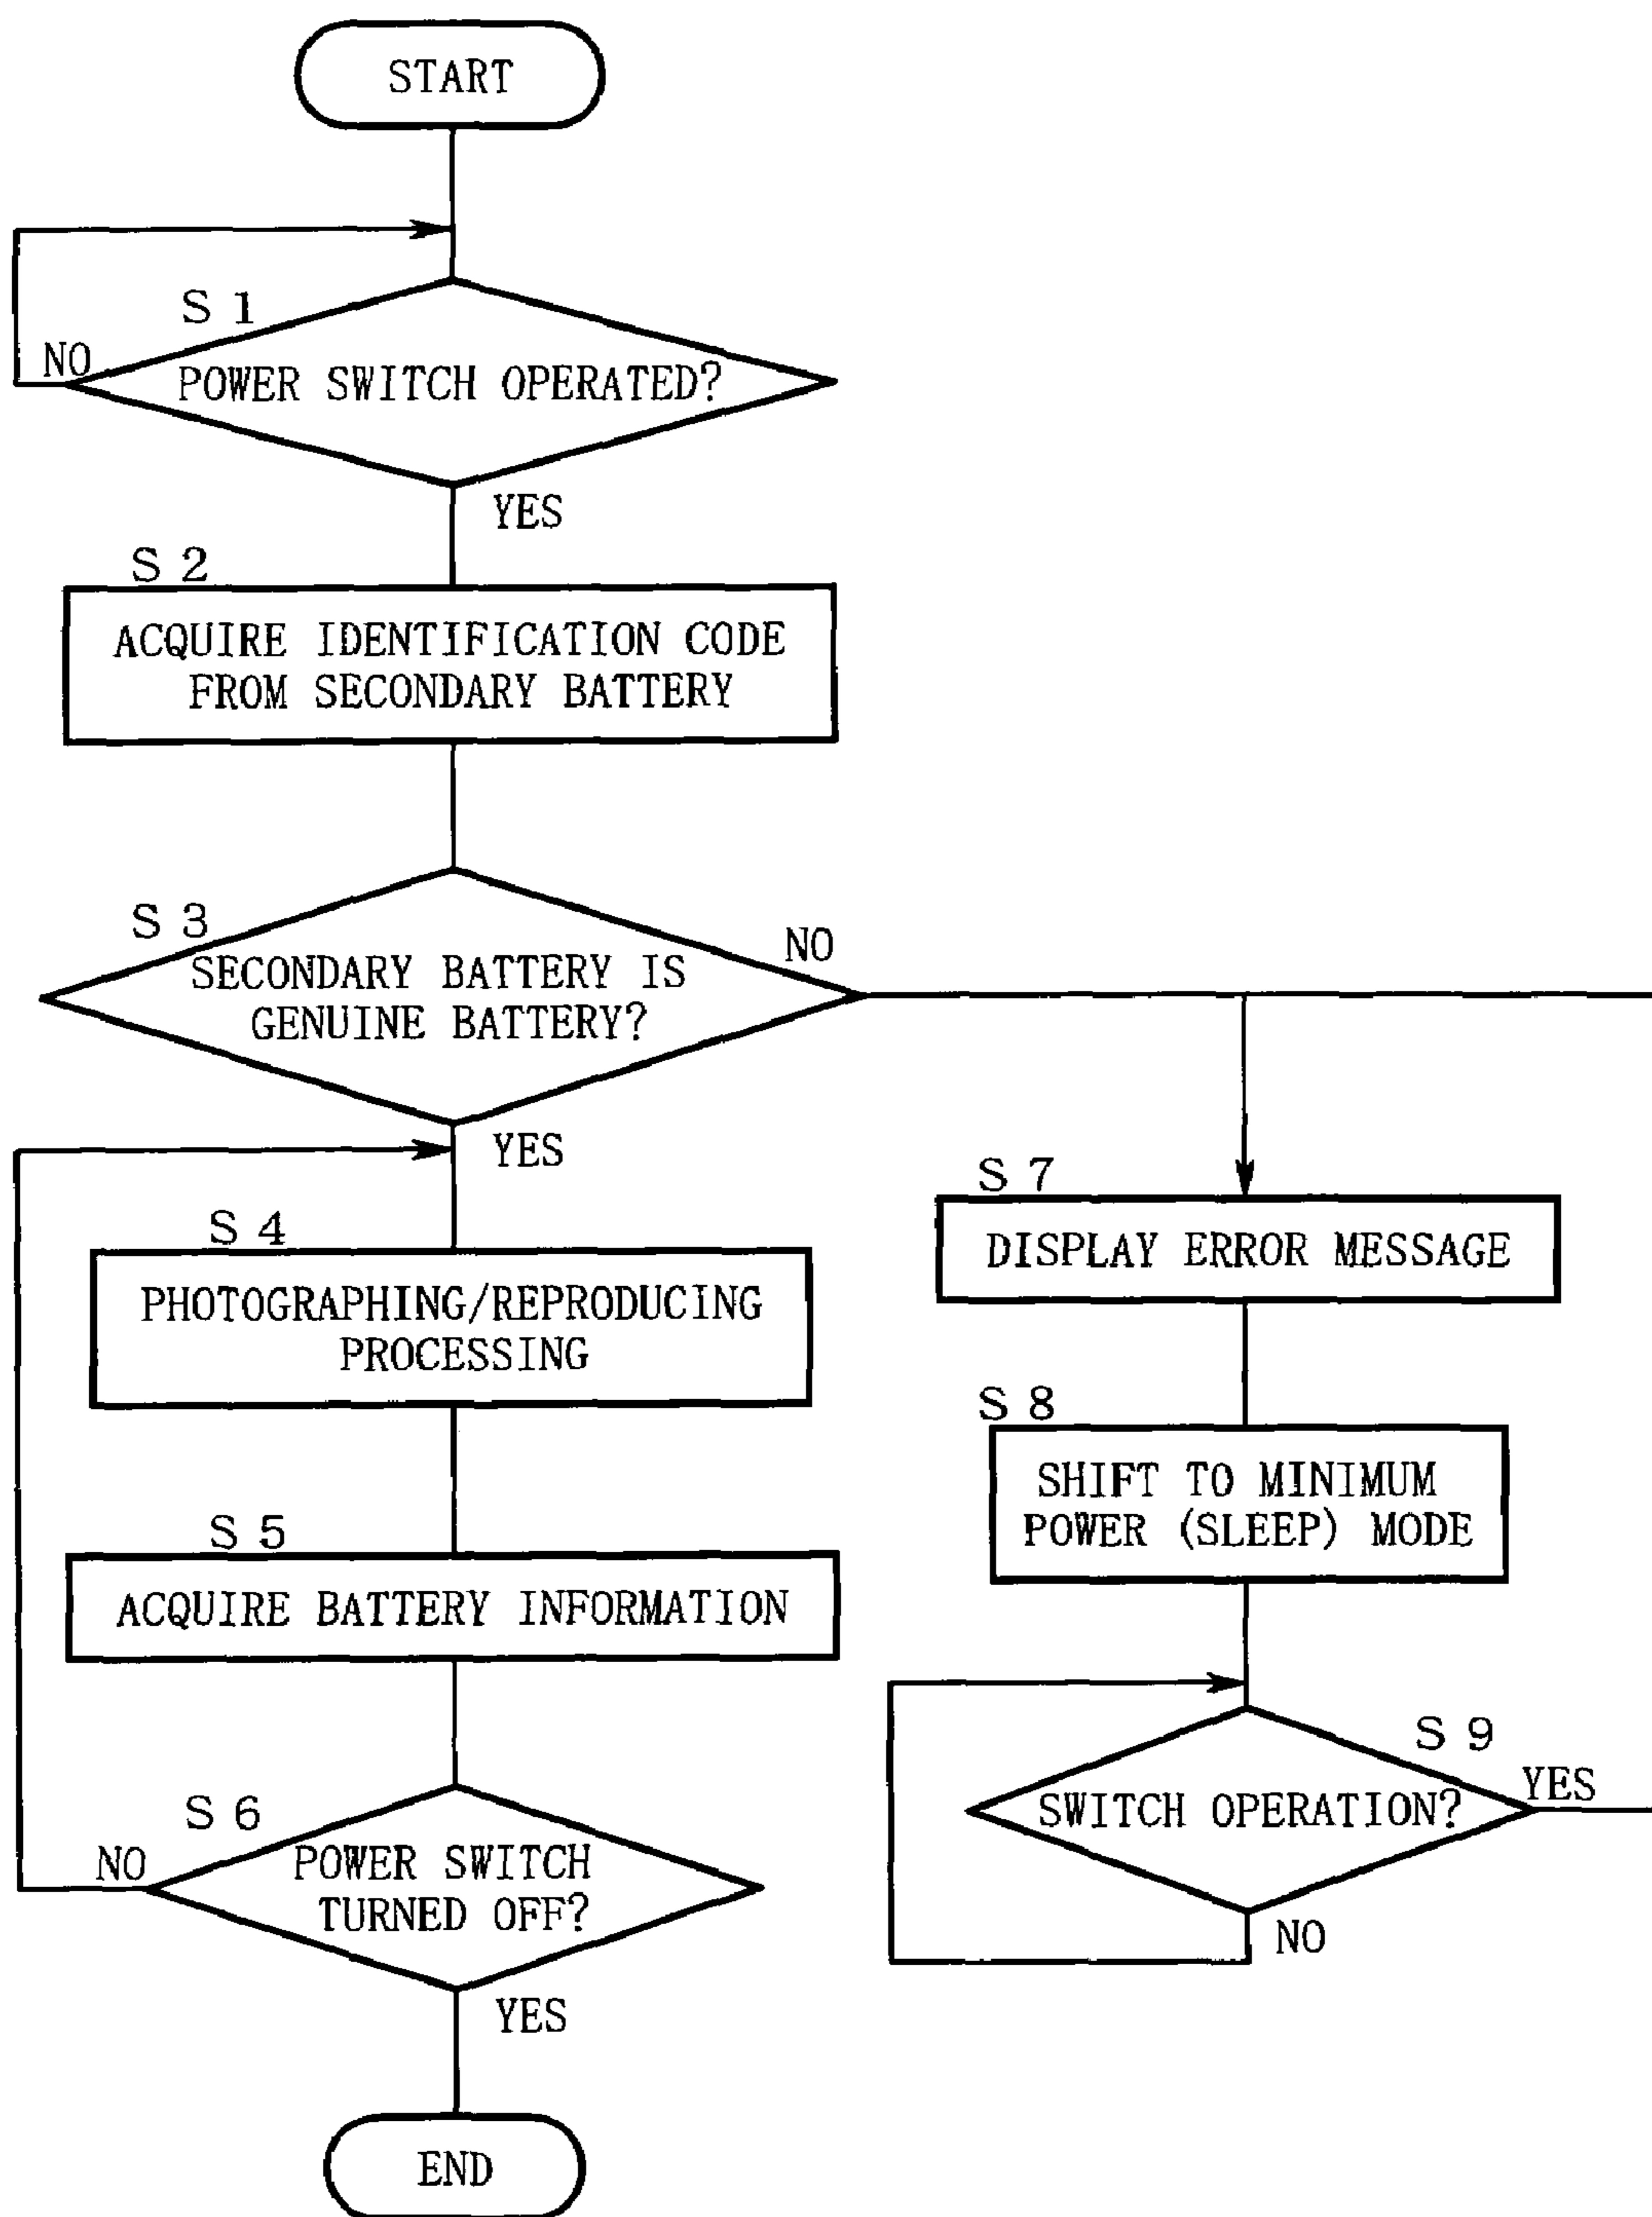 START
S 1
NO
POWER SWITCH OPERATED?
YES
S 2
ACQUIRE IDENTIFICATION CODE
FROM SECONDARY BATTERY
S 3
NO
SECONDARY BATTERY IS
GENUINE BATTERY?
YES
S 4
PHOTOGRAPHING/REPRODUCING
PROCESSING
S 5
ACQUIRE BATTERY INFORMATION
S 6
NO
POWER SWITCH
TURNED OFF?
YES
END
S 7
DISPLAY ERROR MESSAGE
S 8
SHIFT TO MINIMUM
POWER (SLEEP) MODE
S 9
YES
SWITCH OPERATION?
NO